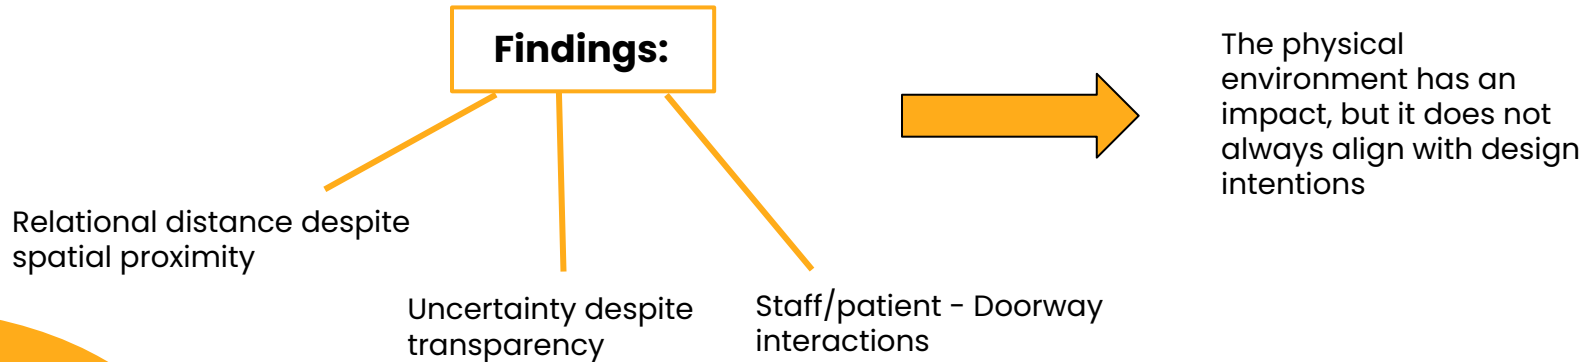 Findings:
Relational distance despite
spatial proximity
Uncertainty despite
transparency
Staff/patient - Doorway
interactions
The physical
environment has an
impact, but it does not
always align with design
intentions